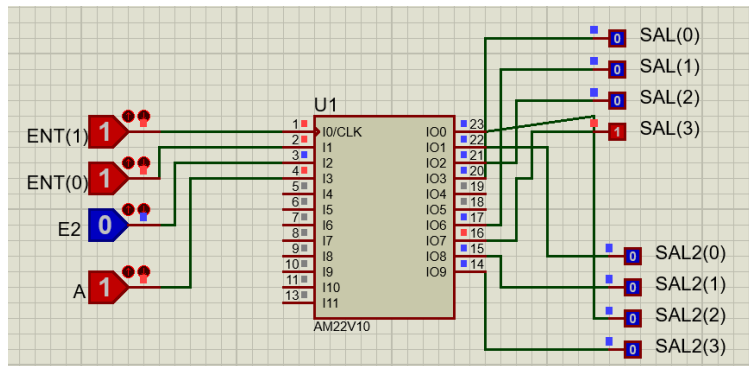 SAL(0)
0
SAL(1)
0
SAL(2)
0
SAL(3)
1
U1
ENT(1)
1
ENT(0)
1
E2
0
A
1
1
I0/CLK
2
I1
3
I2
4
I3
5
I4
6
I5
7
I6
8
I7
9
I8
10
I9
11
I10
13
I11
IO0
23
IO1
22
IO2
21
IO3
20
IO4
19
IO5
18
IO6
17
IO7
16
IO8
15
IO9
14
AM22V10
0
SAL2(0)
0
SAL2(1)
0
SAL2(2)
0
SAL2(3)